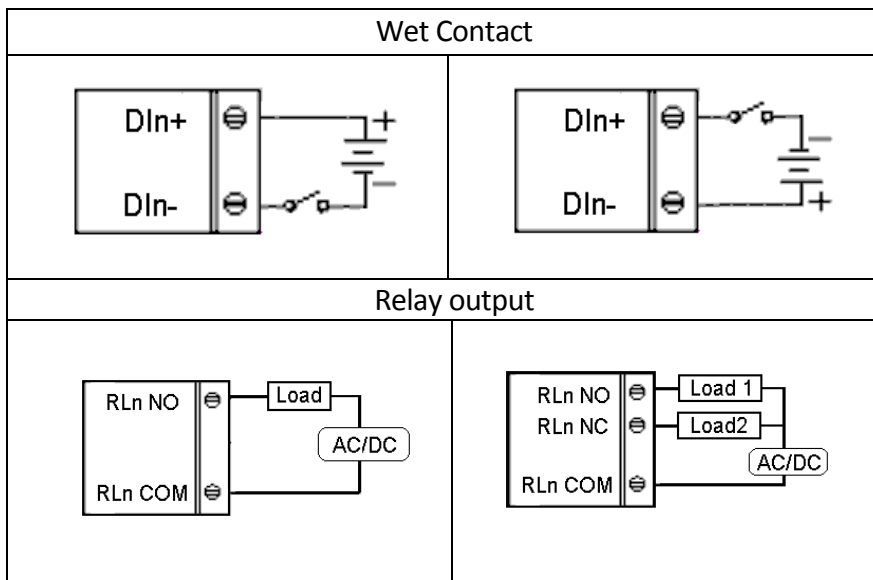 Wet Contact
DIn+
+
−
DIn-
DIn+
−
DIn-
+
Relay output
RLn NO
Load
AC/DC
RLn COM
RLn NO
Load 1
RLn NC
Load2
AC/DC
RLn COM